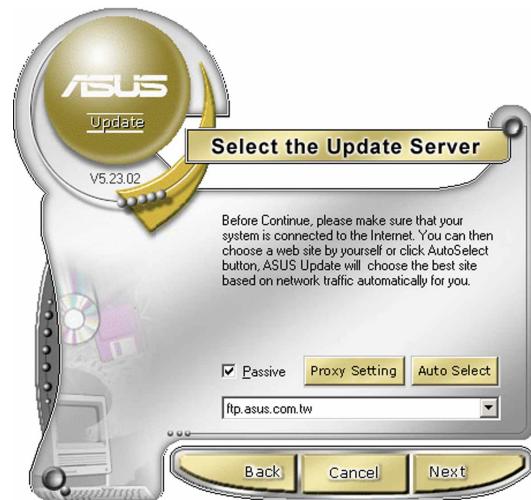 ASUS
Update
V5.23.02
Select the Update Server
Before Continue, please make sure that your
system is connected to the Internet. You can then
choose a web site by yourself or click AutoSelect
button, ASUS Update will choose the best site
based on network traffic automatically for you.
Passive
Proxy Setting
Auto Select
ftp.asus.com.tw
Back
Cancel
Next